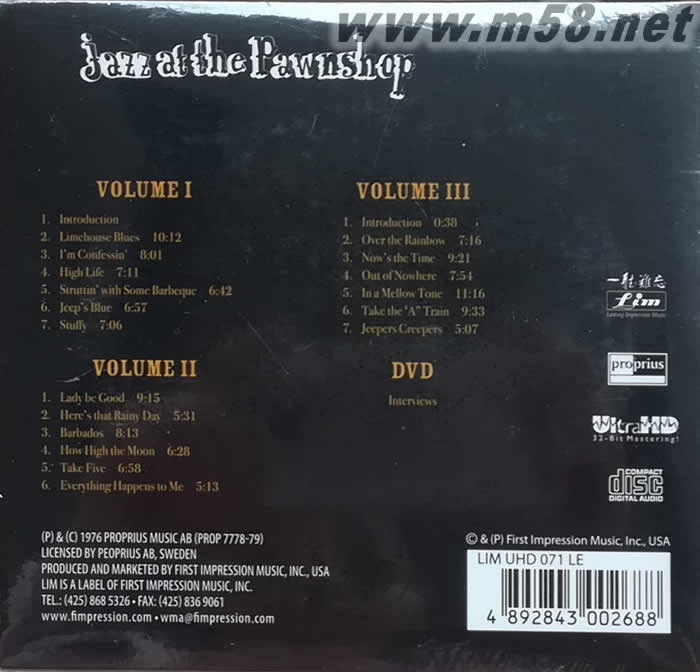 www.m58.net
Jazz at the Pawnshop
VOLUME I
1. Introduction
2. Limehouse Blues 10:12
3. I'm Confessin' 8:01
4. High Life 7:11
5. Struttin' with Some Barbeque 6:42
6. Jeep's Blue 6:57
7. Stuffy 7:06
VOLUME II
1. Lady be Good 9:15
2. Here's that Rainy Day 5:31
3. Barbados 8:13
4. How High the Moon 6:28
5. Take Five 6:58
6. Everything Happens to Me 5:13
VOLUME III
1. Introduction 0:38
2. Over the Rainbow 7:16
3. Now's the Time 9:21
4. Out of Nowhere 7:54
5. In a Mellow Tone 11:16
6. Take the "A" Train 9:33
7. Jeepers Creepers 5:07
DVD
Interviews
一聽難忘
Lim
Lasting Impression Music
proprius
UltraHD
32-Bit Mastering!
COMPACT
disc
DIGITAL AUDIO
(P) & (C) 1976 PROPRIUS MUSIC AB (PROP 7778-79)
LICENSED BY PEOPRIUS AB, SWEDEN
PRODUCED AND MARKETED BY FIRST IMPRESSION MUSIC, INC., USA
LIM IS A LABEL OF FIRST IMPRESSION MUSIC, INC.
TEL.: (425) 868 5326 • FAX: (425) 836 9061
www.fimpression.com • wma@fimpression.com
© & (P) First Impression Music, Inc., USA
LIM UHD 071 LE
4 892843 002688